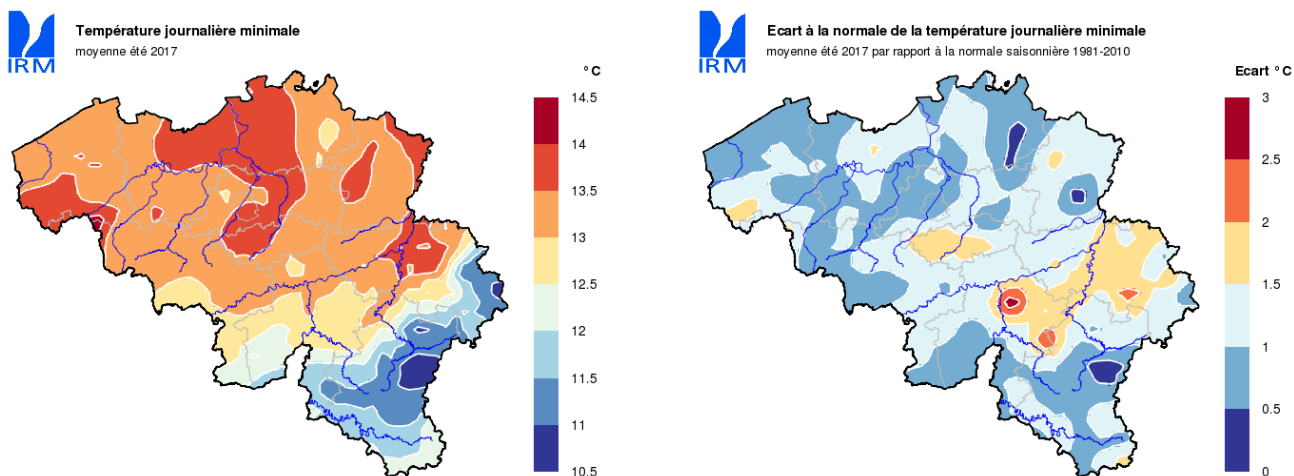 IRM
Température journalière minimale
moyenne été 2017
°C
14.5
14
13.5
13
12.5
12
11.5
11
10.5
IRM
Ecart à la normale de la température journalière minimale
moyenne été 2017 par rapport à la normale saisonnière 1981-2010
Ecart °C
3
2.5
2
1.5
1
0.5
0